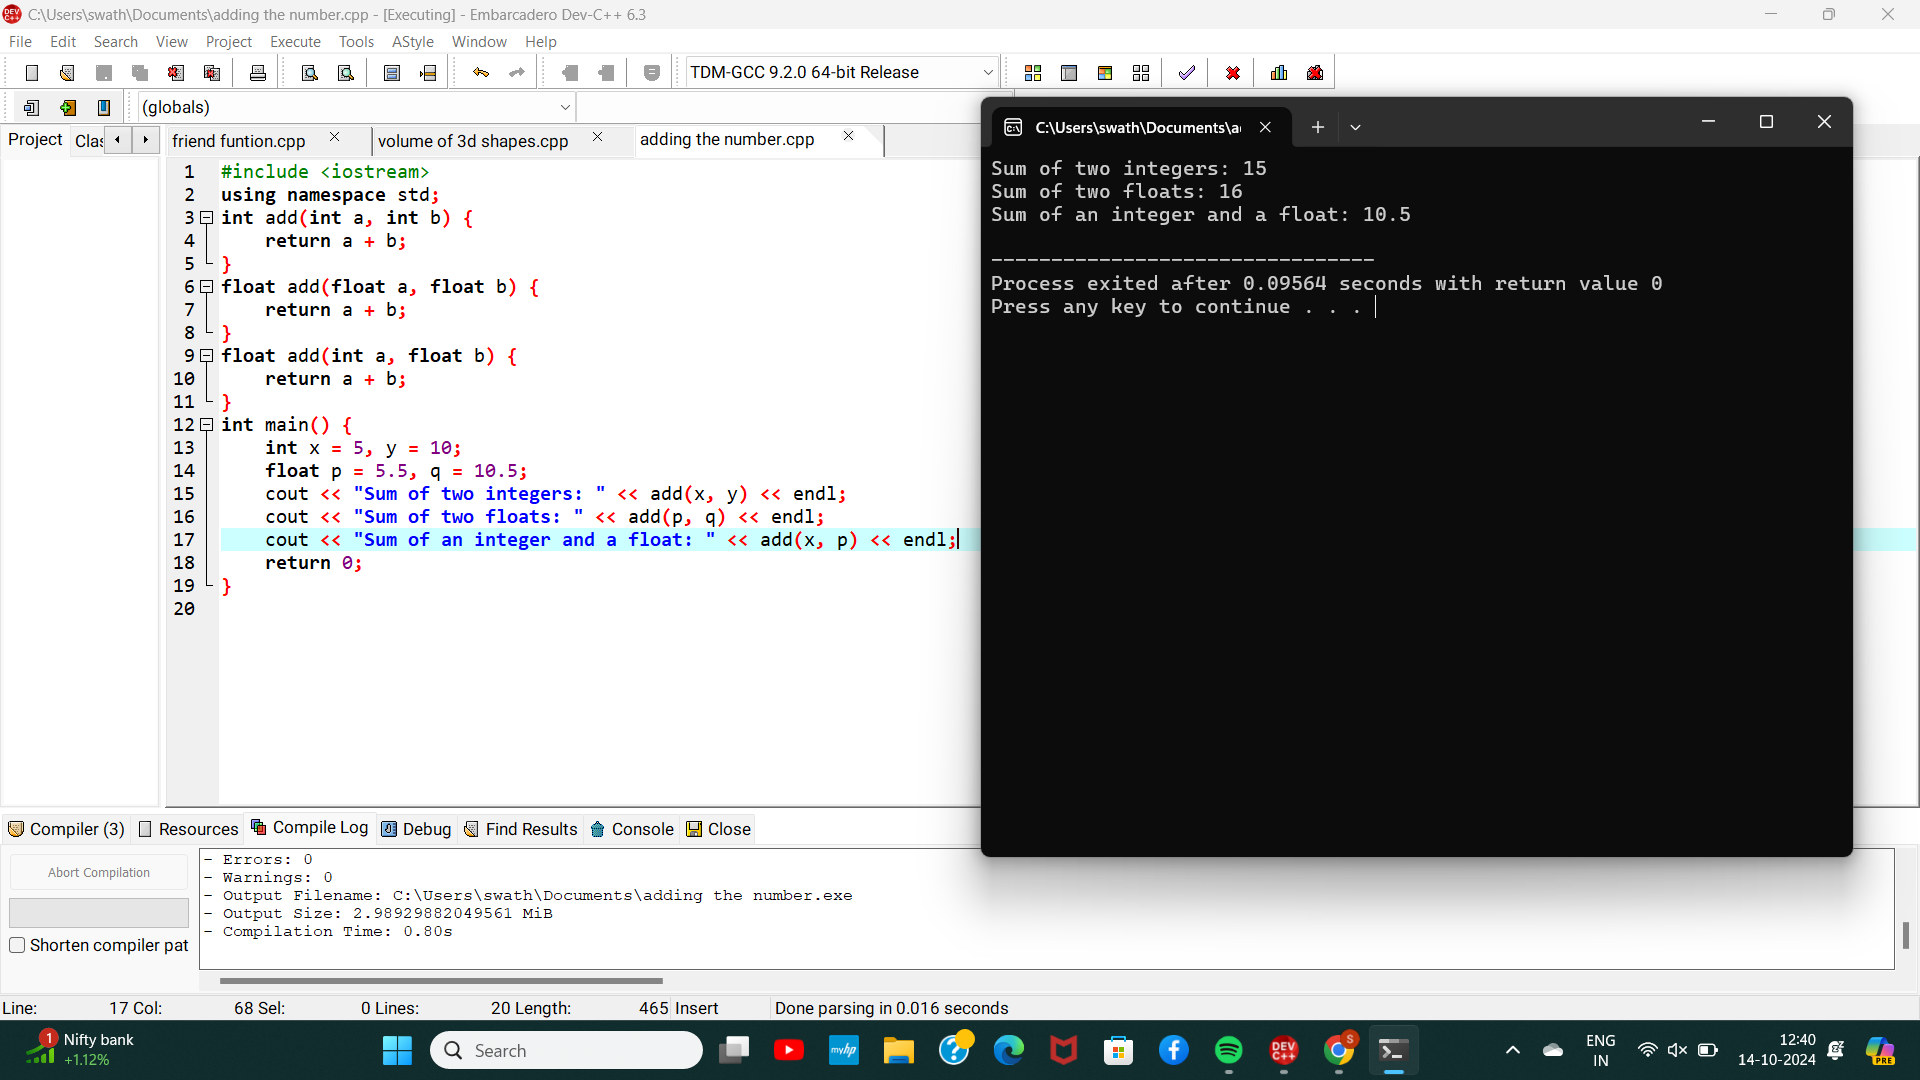 C:\Users\swath\Documents\adding the number.cpp - [Executing] - Embarcadero Dev-C++ 6.3
File Edit Search View Project Execute Tools AStyle Window Help
TDM-GCC 9.2.0 64-bit Release
(globals)
Project Clas friend funtion.cpp volume of 3d shapes.cpp adding the number.cpp
1 #include <iostream>
2 using namespace std;
3 int add(int a, int b) {
4 return a + b;
5 }
6 float add(float a, float b) {
7 return a + b;
8 }
9 float add(int a, float b) {
10 return a + b;
11 }
12 int main() {
13 int x = 5, y = 10;
14 float p = 5.5, q = 10.5;
15 cout << "Sum of two integers: " << add(x, y) << endl;
16 cout << "Sum of two floats: " << add(p, q) << endl;
17 cout << "Sum of an integer and a float: " << add(x, p) << endl;
18 return 0;
19 }
20
C:\Users\swath\Documents\a
Sum of two integers: 15
Sum of two floats: 16
Sum of an integer and a float: 10.5
--------------------------------
Process exited after 0.09564 seconds with return value 0
Press any key to continue . . .
Compiler (3) Resources Compile Log Debug Find Results Console Close
Abort Compilation
Shorten compiler pat
- Errors: 0
- Warnings: 0
- Output Filename: C:\Users\swath\Documents\adding the number.exe
- Output Size: 2.98929882049561 MiB
- Compilation Time: 0.80s
Line: 17 Col: 68 Sel: 0 Lines: 20 Length: 465 Insert Done parsing in 0.016 seconds
1 Nifty bank
+1.12%
Search
myhp
DEV C++
S
ENG
IN
12:40
14-10-2024
PRE